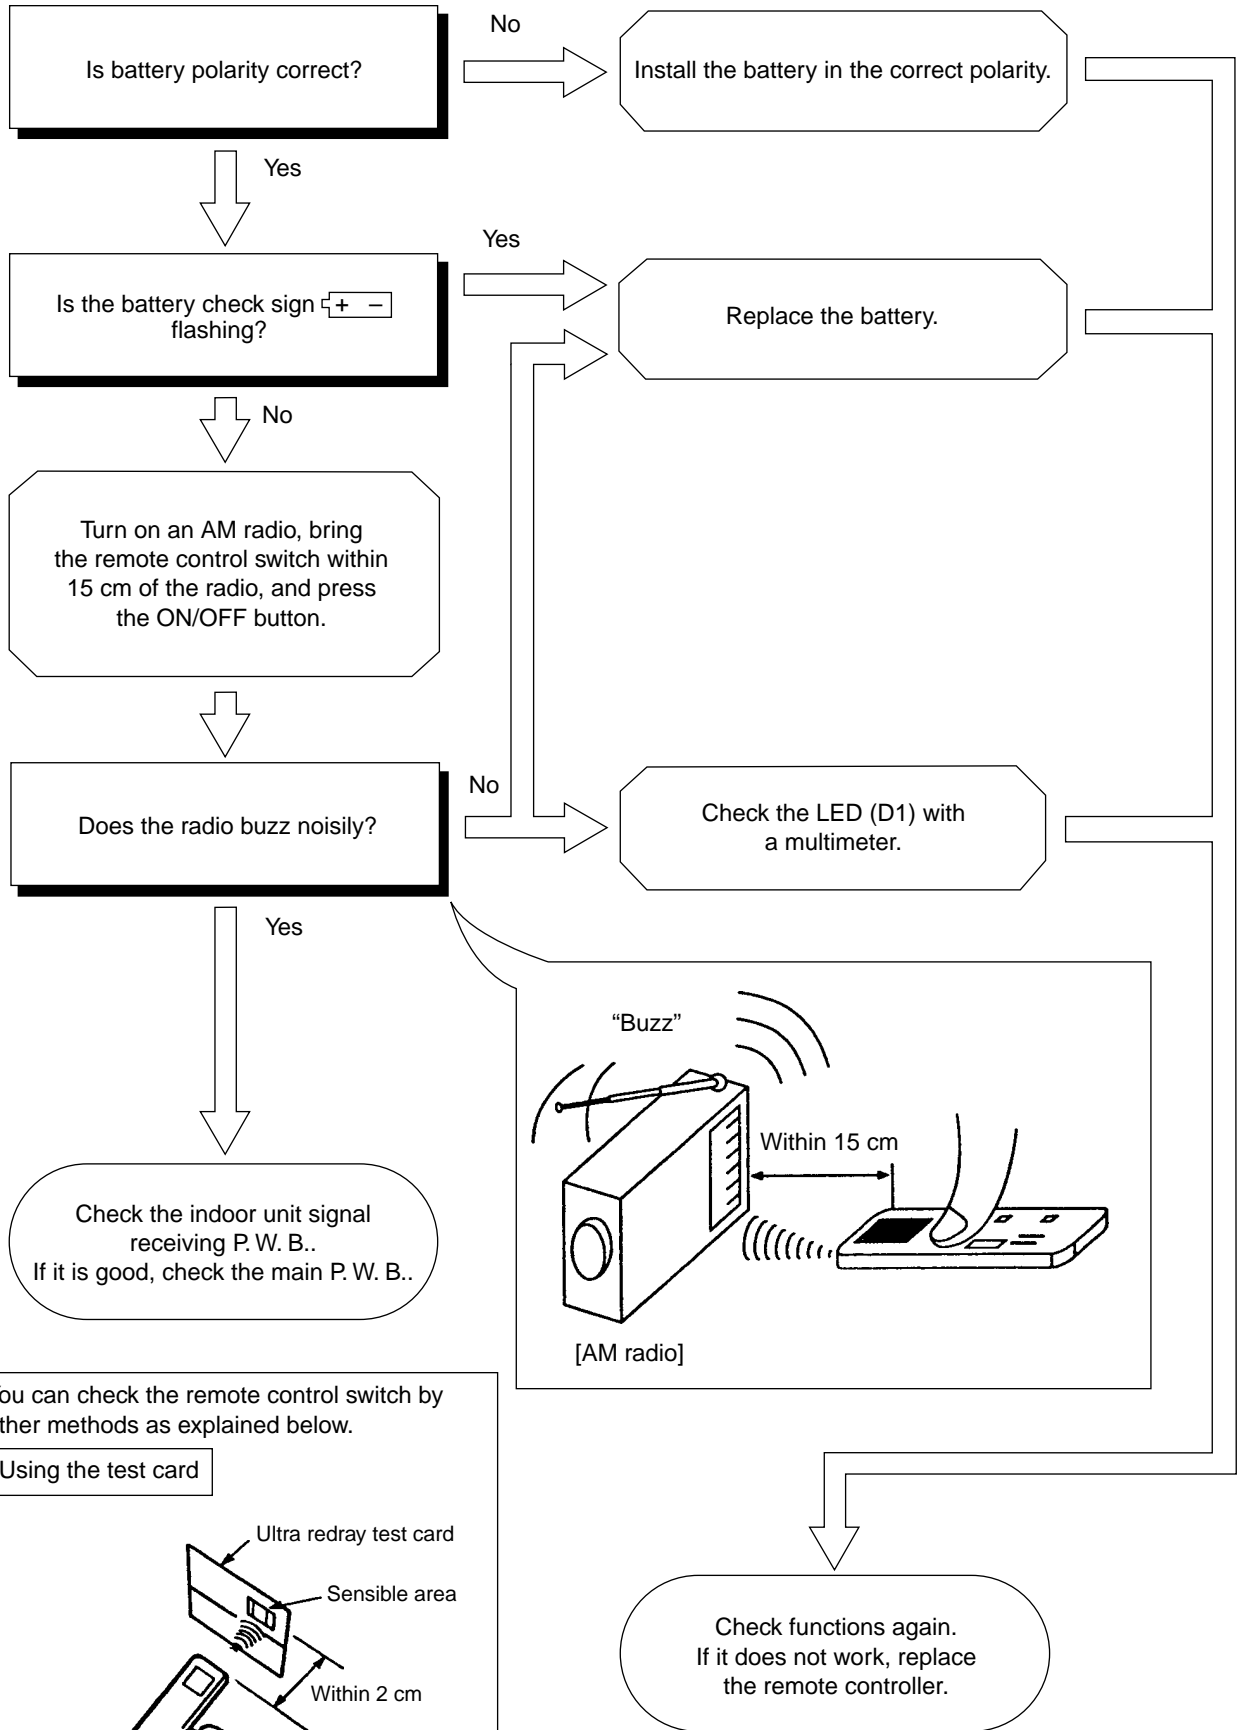 No
Is battery polarity correct?
Install the battery in the correct polarity.
Yes
Yes
Is the battery check sign + −
flashing?
Replace the battery.
No
Turn on an AM radio, bring
the remote control switch within
15 cm of the radio, and press
the ON/OFF button.
No
Does the radio buzz noisily?
Check the LED (D1) with
a multimeter.
Yes
“Buzz”
Within 15 cm
[AM radio]
Check the indoor unit signal
receiving P. W. B..
If it is good, check the main P. W. B..
ou can check the remote control switch by
ther methods as explained below.
Using the test card
Ultra redray test card
Sensible area
Within 2 cm
Check functions again.
If it does not work, replace
the remote controller.